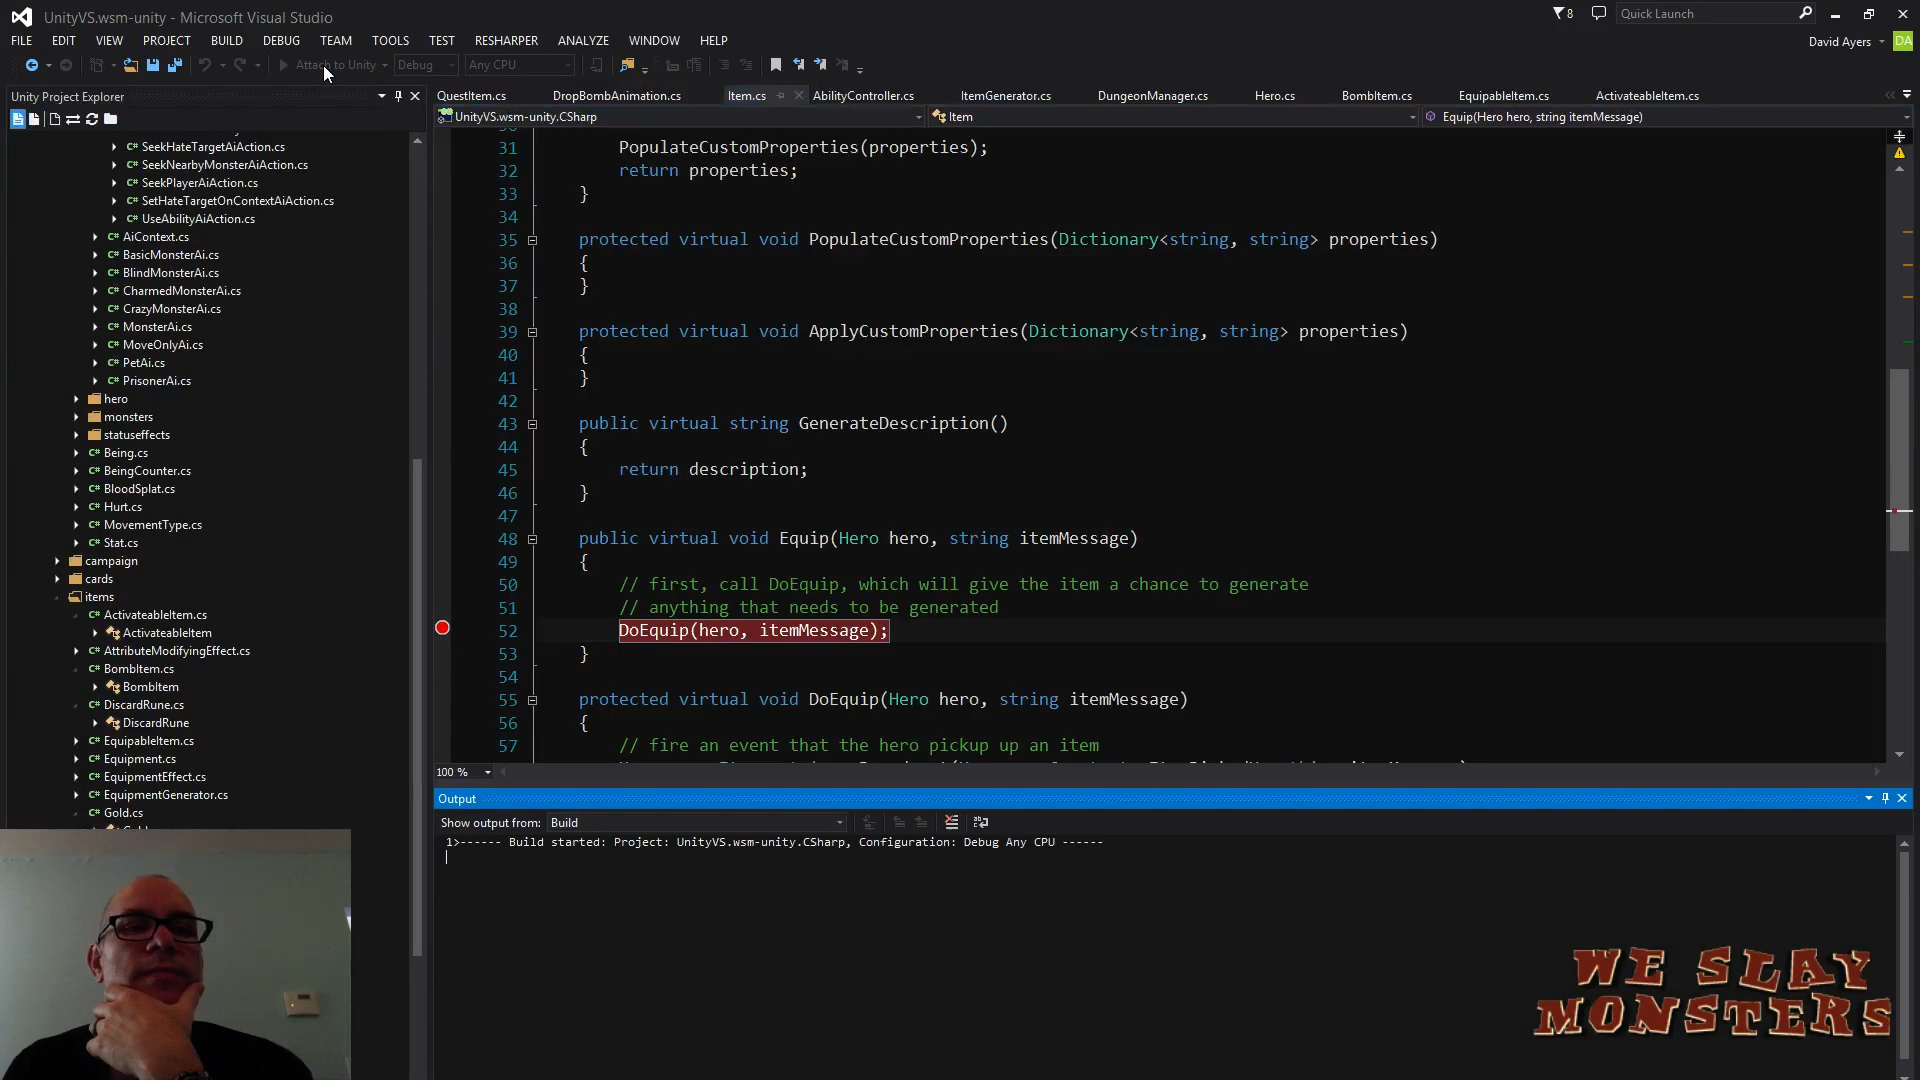 UnityVS.wsm-unity - Microsoft Visual Studio
8
Quick Launch
FILE EDIT VIEW PROJECT BUILD DEBUG TEAM TOOLS TEST RESHARPER ANALYZE WINDOW HELP
David Ayers DA
Attach to Unity Debug Any CPU
Unity Project Explorer
QuestItem.cs DropBombAnimation.cs Item.cs AbilityController.cs ItemGenerator.cs DungeonManager.cs Hero.cs BombItem.cs EquipableItem.cs ActivateableItem.cs
UnityVS.wsm-unity.CSharp Item Equip(Hero hero, string itemMessage)
SeekHateTargetAiAction.cs
SeekNearbyMonsterAiAction.cs
SeekPlayerAiAction.cs
SetHateTargetOnContextAiAction.cs
UseAbilityAiAction.cs
AiContext.cs
BasicMonsterAi.cs
BlindMonsterAi.cs
CharmedMonsterAi.cs
CrazyMonsterAi.cs
MonsterAi.cs
MoveOnlyAi.cs
PetAi.cs
PrisonerAi.cs
hero
monsters
statuseffects
Being.cs
BeingCounter.cs
BloodSplat.cs
Hurt.cs
MovementType.cs
Stat.cs
campaign
cards
items
ActivateableItem.cs
ActivateableItem
AttributeModifyingEffect.cs
BombItem.cs
BombItem
DiscardRune.cs
DiscardRune
EquipableItem.cs
Equipment.cs
EquipmentEffect.cs
EquipmentGenerator.cs
Gold.cs
31 PopulateCustomProperties(properties);
32 return properties;
33 }
34
35 protected virtual void PopulateCustomProperties(Dictionary<string, string> properties)
36 {
37 }
38
39 protected virtual void ApplyCustomProperties(Dictionary<string, string> properties)
40 {
41 }
42
43 public virtual string GenerateDescription()
44 {
45 return description;
46 }
47
48 public virtual void Equip(Hero hero, string itemMessage)
49 {
50 // first, call DoEquip, which will give the item a chance to generate
51 // anything that needs to be generated
52 DoEquip(hero, itemMessage);
53 }
54
55 protected virtual void DoEquip(Hero hero, string itemMessage)
56 {
57 // fire an event that the hero pickup up an item
100 %
Output
Show output from: Build
1>------ Build started: Project: UnityVS.wsm-unity.CSharp, Configuration: Debug Any CPU ------
WE SLAY
MONSTERS